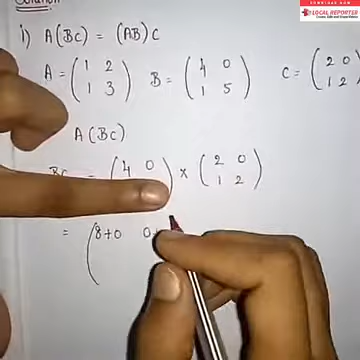 LOCAL REPORTER
Solution
1) A(BC) = (AB)C
A = (1 2
1 3) B = (4 0
1 5) C = (2 0
1 2
A(BC)
BC = (4 0 ) × (2 0
1 2)
= (8+0 0+